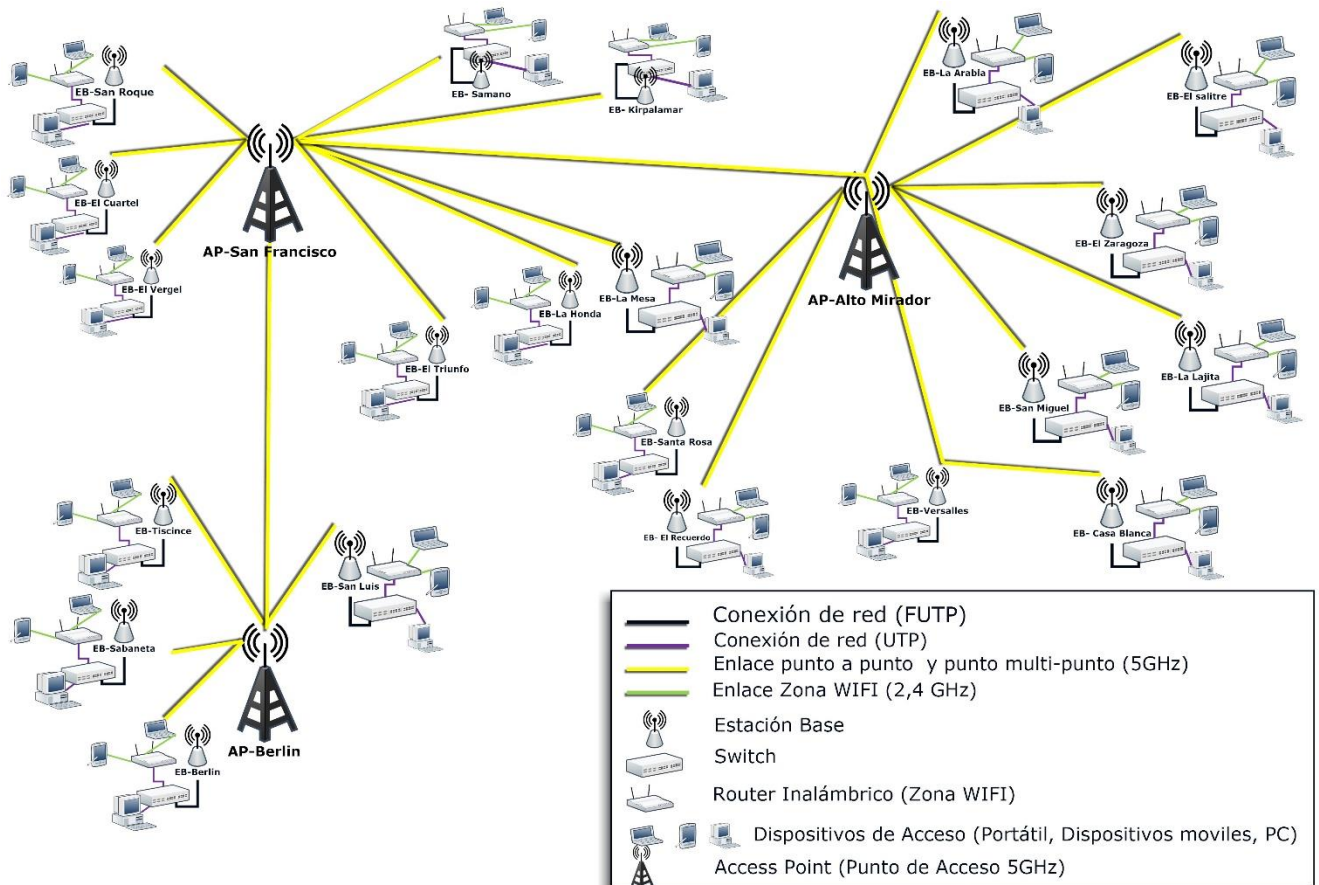 EB-San Roque
EB- Samano
EB- Kirpalamar
EB-La Arabia
EB-El salitre
EB-El Cuartel
AP-San Francisco
EB-El Vergel
EB-La Honda
EB-La Mesa
EB-El Triunfo
AP-Alto Mirador
EB-El Zaragoza
EB-La Lajita
EB-San Miguel
EB-Santa Rosa
EB- El Recuerdo
EB-Versalles
EB- Casa Blanca
EB-Tiscince
EB-San Luis
EB-Sabaneta
AP-Berlin
EB-Berlin
Conexión de red (FUTP)
Conexión de red (UTP)
Enlace punto a punto y punto multi-punto (5GHz)
Enlace Zona WIFI (2,4 GHz)
Estación Base
Switch
Router Inalámbrico (Zona WIFI)
Dispositivos de Acceso (Portátil, Dispositivos moviles, PC)
Access Point (Punto de Acceso 5GHz)